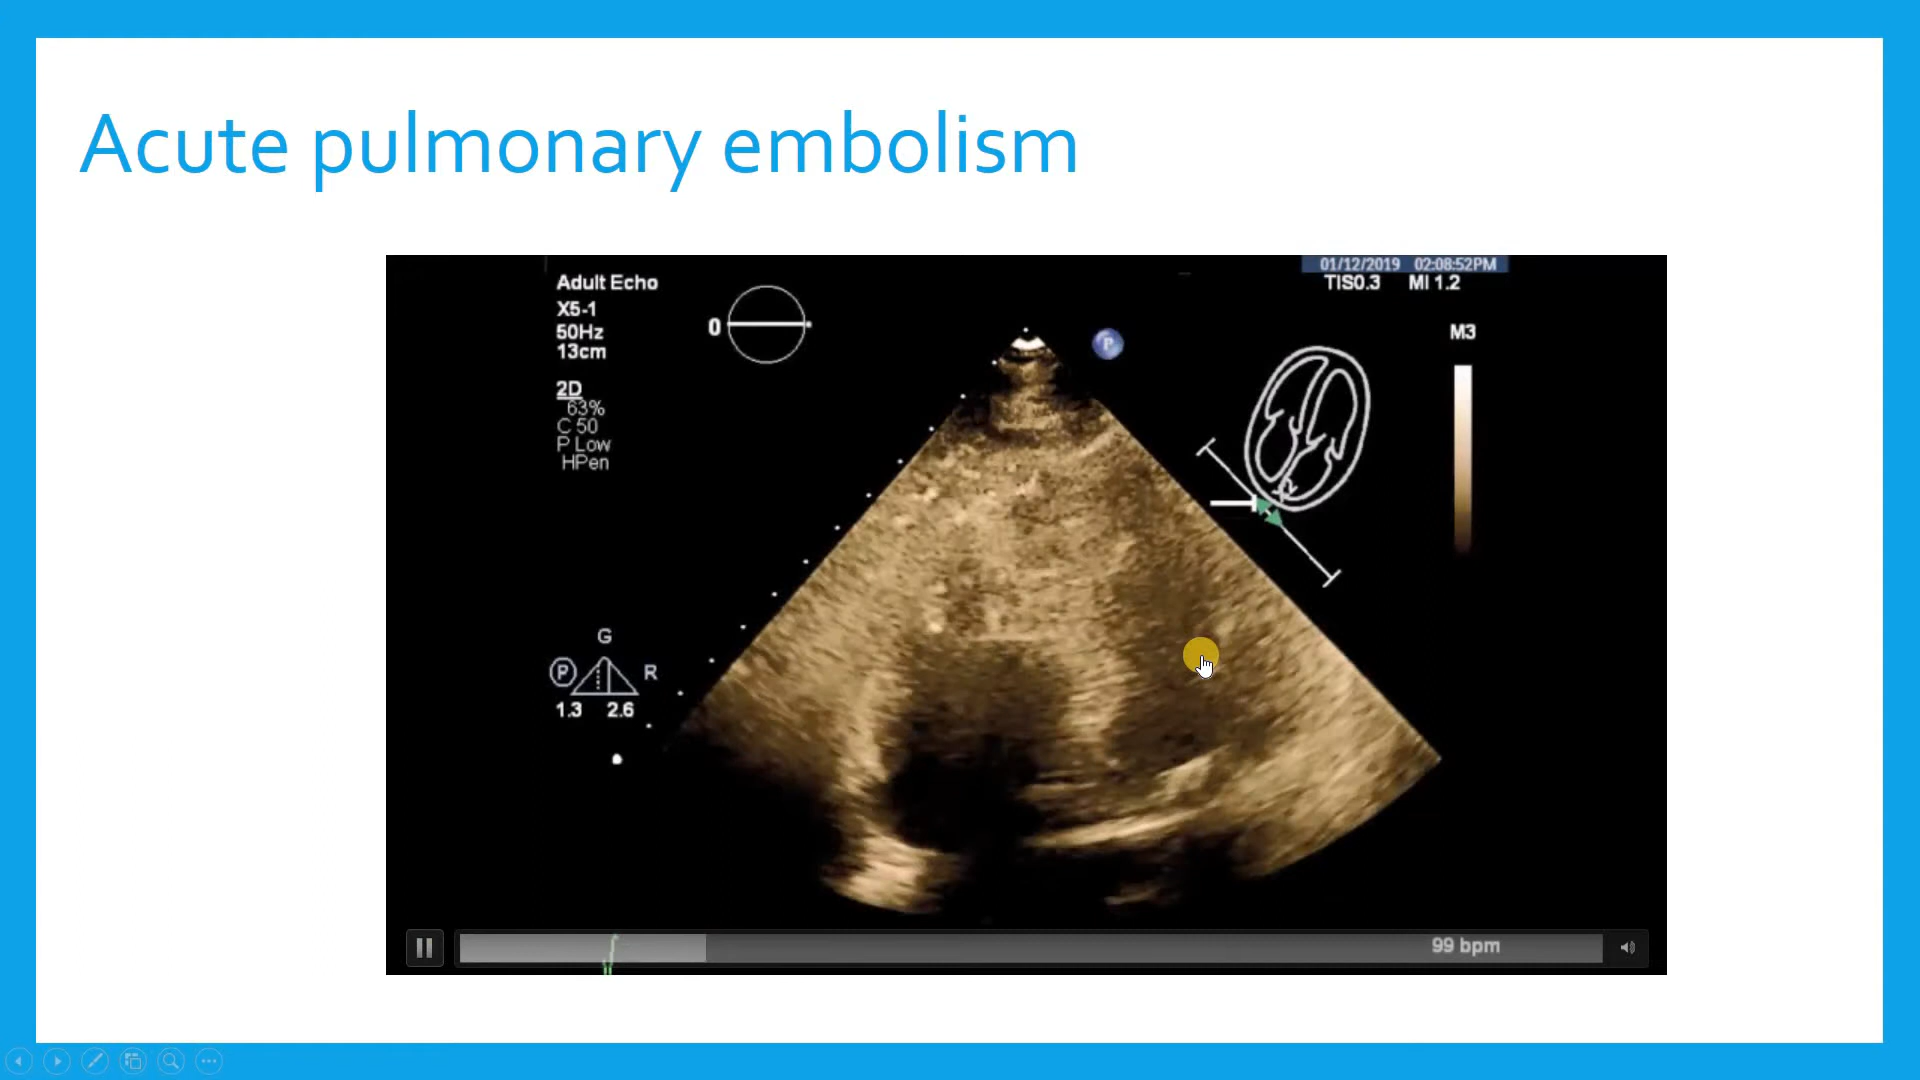 Acute pulmonary embolism
01/12/2019 02:08:52PM
Adult Echo
TIS0.3 MI 1.2
X5-1
50Hz
13cm
0
P
M3
2D
63%
C 50
P Low
HPen
G
P R
1.3 2.6
99 bpm